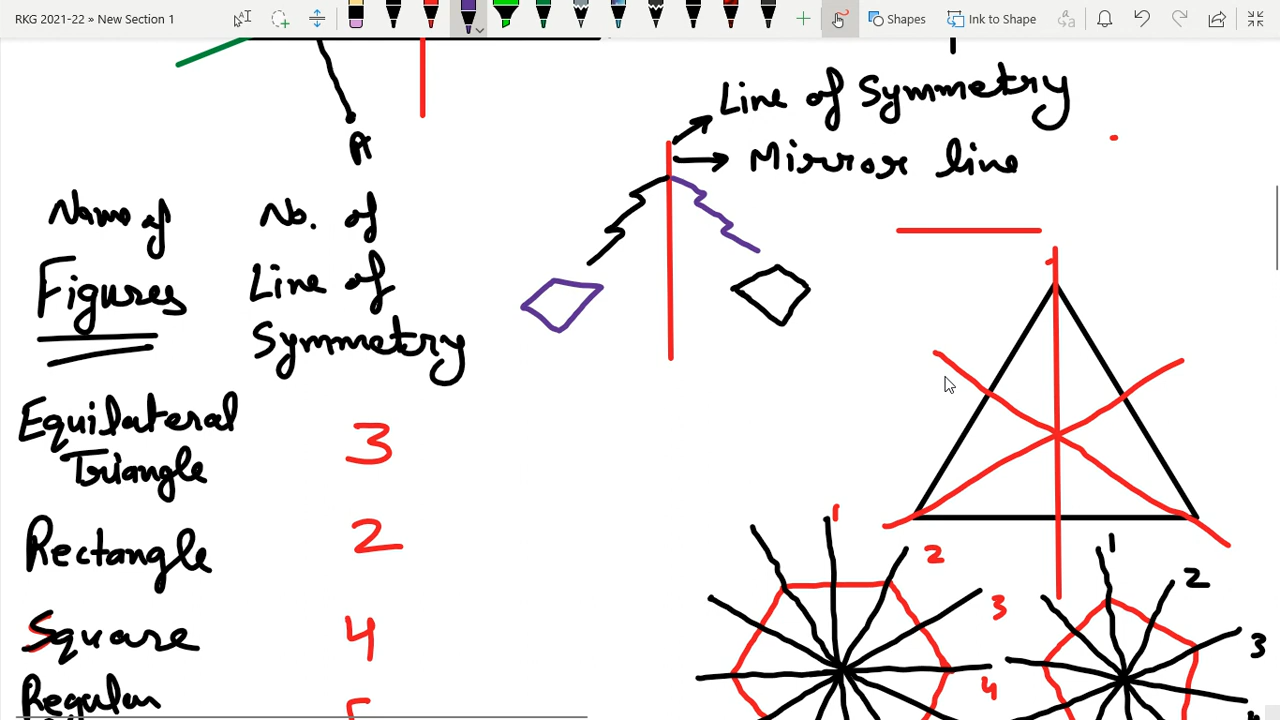 RKG 2021-22 » New Section 1
Shapes
Ink to Shape
Line of Symmetry
Mirror line
A
Name of
Figures
No. of
Line of
Symmetry
Equilateral
Triangle
3
Rectangle
2
Square
4
Regular
5
1
2
3
4
1
2
3